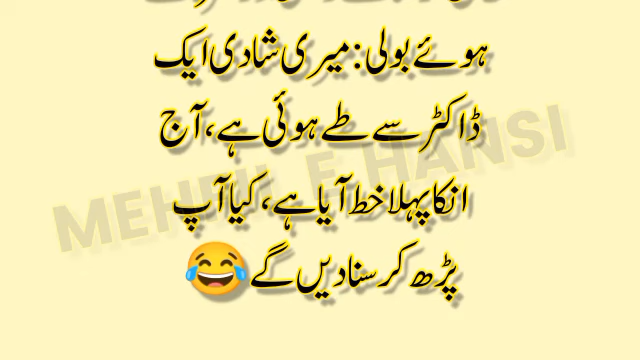 ہوئے بولی: میری شادی ایک
ڈاکٹر سے طے ہوئی ہے، آج
انکا پہلا خط آیا ہے، کیا آپ
پڑھ کر سنا دیں گے😂
MEHFIL E HANSI